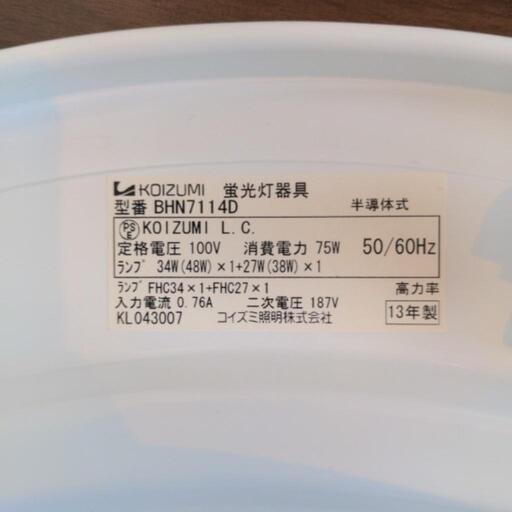 KOIZUMI 蛍光灯器具
型番 BHN7114D 半導体式
PSE KOIZUMI L.C.
定格電圧 100V 消費電力 75W 50/60Hz
ランプ 34W(48W)×1+27W(38W)×1
ランプ FHC34×1+FHC27×1 高力率
入力電流 0.76A 二次電圧 187V
KL043007 コイズミ照明株式会社 13年製